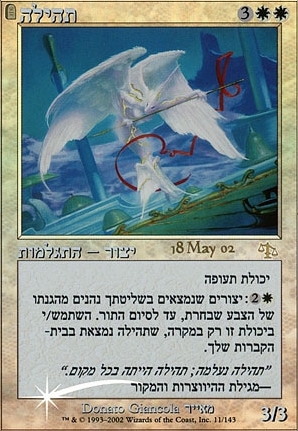 תהילה 3
יצור – התגלמות 18 May 02
יכולת תעופה
2 : יצורים שנמצאים בשליטתך נהנים מהגנתו
של הצבע שבחרת, עד לסיום התור. השתמש/י
ביכולת זו רק במקרה, שתהילה נמצאת בבית-
הקברות שלך.
"תהילה נעלמה; תהילה הייתה בכל מקום."
—מגילת ההיווצרות והמקור
מאייר Donato Giancola
™ & © 1993–2002 Wizards of the Coast, Inc. 11/143
3/3